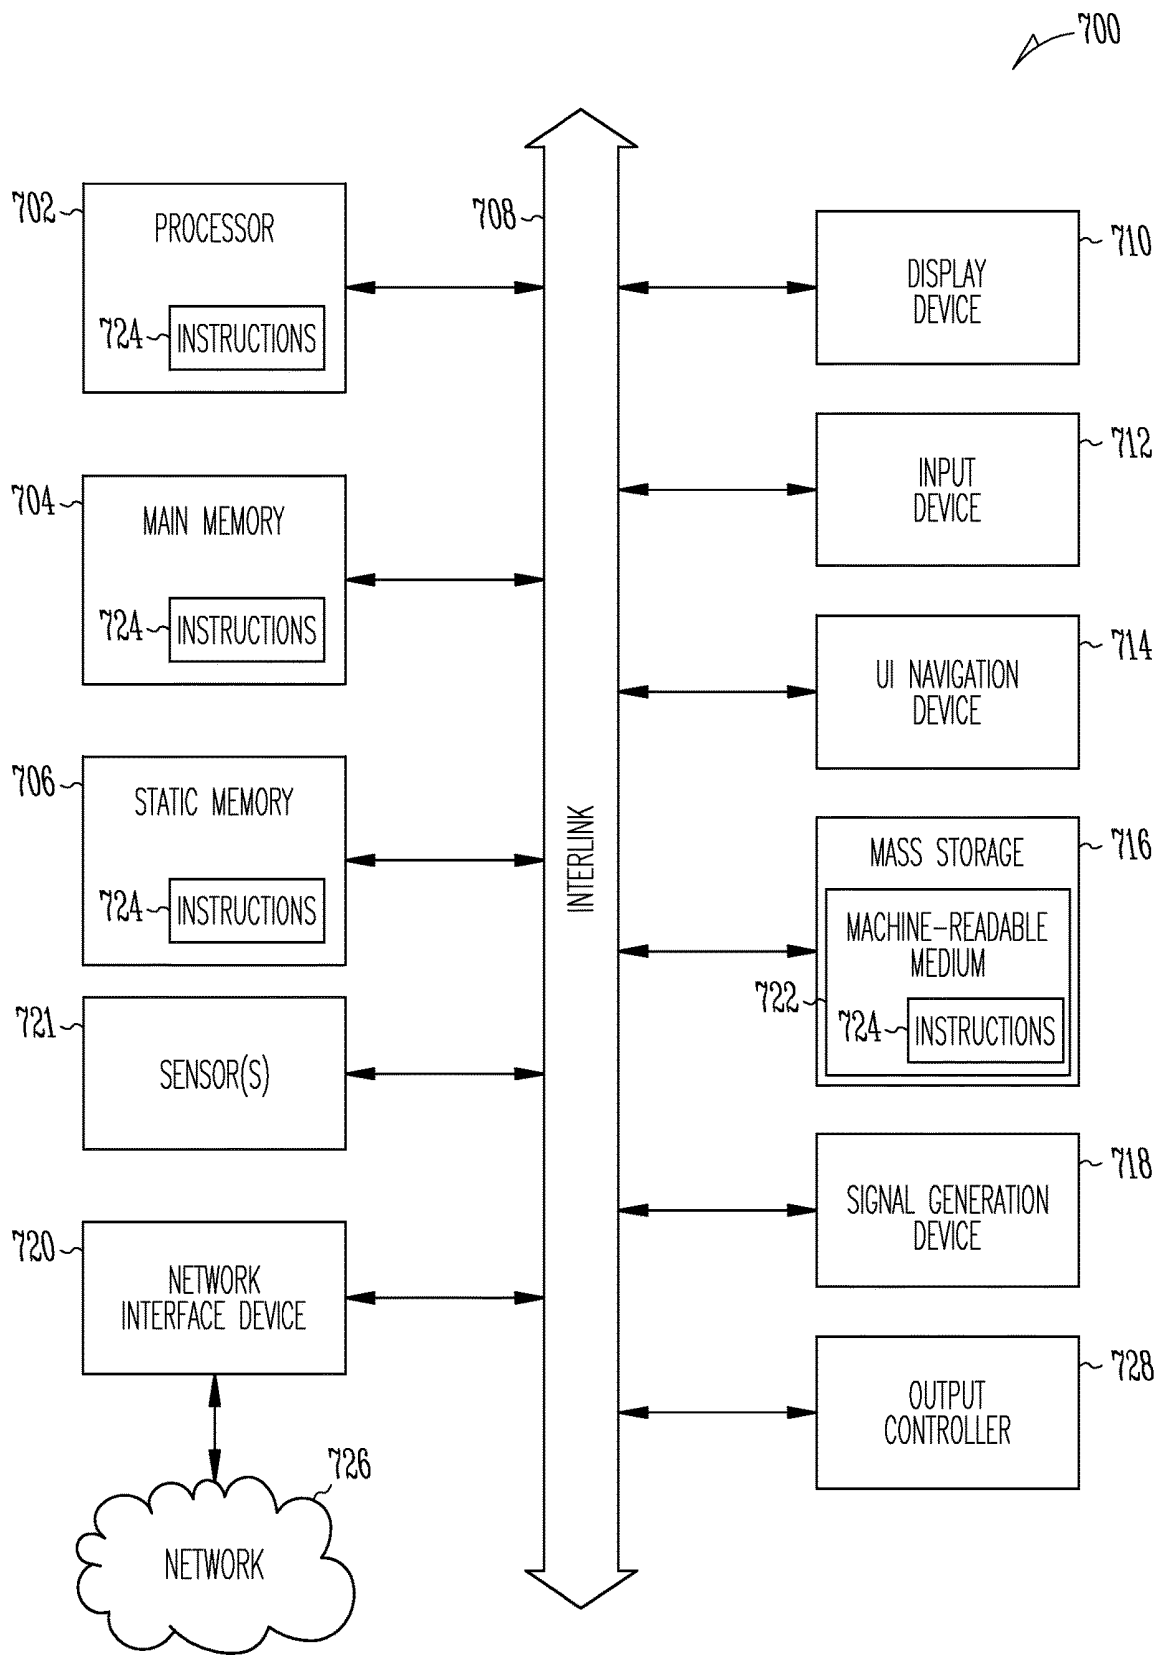 700
702
PROCESSOR
724
INSTRUCTIONS
704
MAIN MEMORY
724
INSTRUCTIONS
706
STATIC MEMORY
724
INSTRUCTIONS
721
SENSOR(S)
720
NETWORK
INTERFACE DEVICE
726
NETWORK
708
INTERLINK
710
DISPLAY
DEVICE
712
INPUT
DEVICE
714
UI NAVIGATION
DEVICE
716
MASS STORAGE
MACHINE-READABLE
MEDIUM
722
724
INSTRUCTIONS
718
SIGNAL GENERATION
DEVICE
728
OUTPUT
CONTROLLER